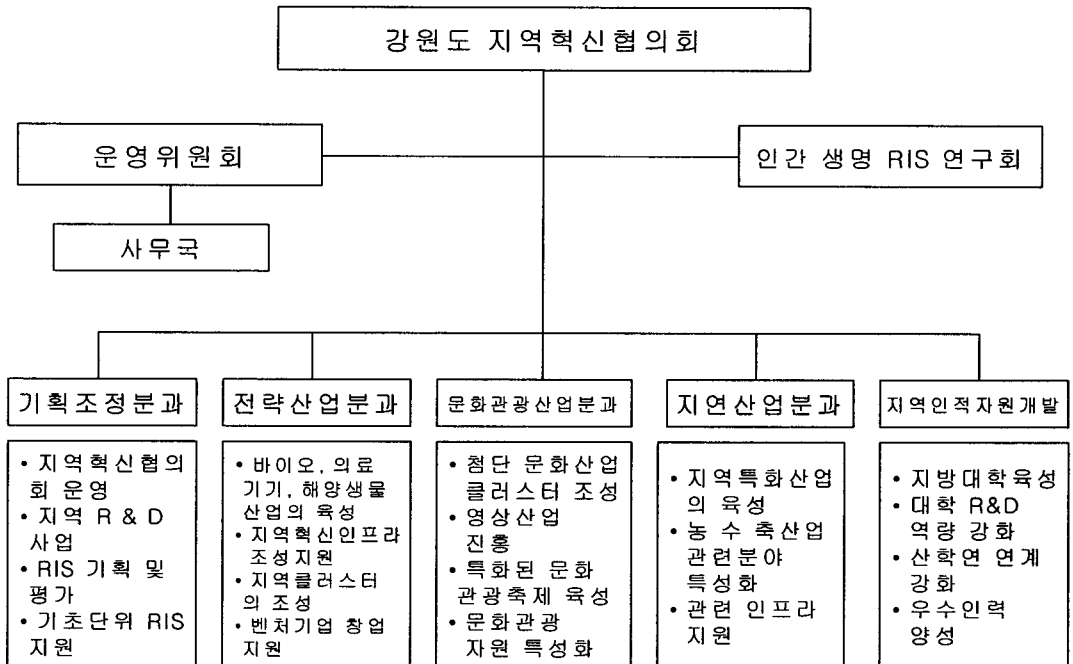 강원도 지역혁신협의회
운영위원회
인간 생명 RIS 연구회
사무국
기획조정분과
전략산업분과
문화관광산업분과
지연산업분과
지역인적자원개발
• 지역혁신협의
회 운영
• 지역 R & D
사업
• RIS 기획 및
평가
• 기초단위 RIS
지원
• 바이오, 의료
기기, 해양생물
산업의 육성
• 지역혁신인프라
조성지원
• 지역클러스터
의 조성
• 벤처기업 창업
지원
• 첨단 문화산업
클러스터 조성
• 영상산업
진흥
• 특화된 문화
관광축제 육성
• 문화관광
자원 특성화
• 지역특화산업
의 육성
• 농 수 축산업
관련분야
특성화
• 관련 인프라
지원
• 지방대학육성
• 대학 R&D
역량 강화
• 산학연 연계
강화
• 우수인력
양성